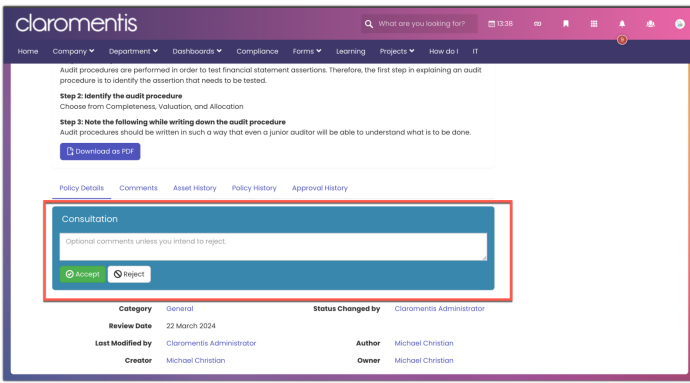 claromentis
What are you looking for?
13:38
Home
Company
Department
Dashboards
Compliance
Forms
Learning
Projects
How do I
IT
Audit procedures are performed in order to test financial statement assertions. Therefore, the first step in explaining an audit
procedure is to identify the assertion that needs to be tested.
Step 2: Identify the audit procedure
Choose from Completeness, Valuation, and Allocation
Step 3: Note the following while writing down the audit procedure
Audit procedures should be written in such a way that even a junior auditor will be able to understand what is to be done.
Download as PDF
Policy Details
Comments
Asset History
Policy History
Approval History
Consultation
Optional comments unless you intend to reject.
Accept
Reject
Category General
Status Changed by Claromentis Administrator
Review Date 22 March 2024
Last Modified by Claromentis Administrator
Author Michael Christian
Creator Michael Christian
Owner Michael Christian